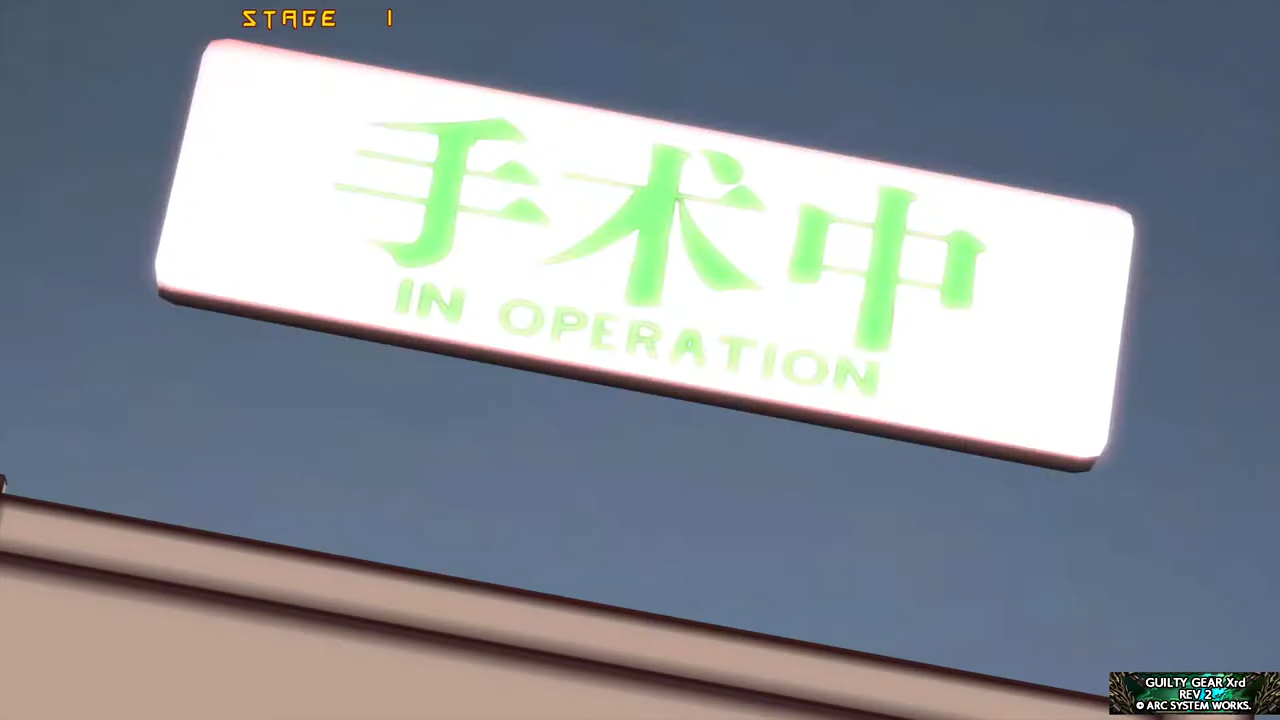 STAGE 1
手术中
IN OPERATION
GUILTY GEAR Xrd
REV 2
© ARC SYSTEM WORKS.